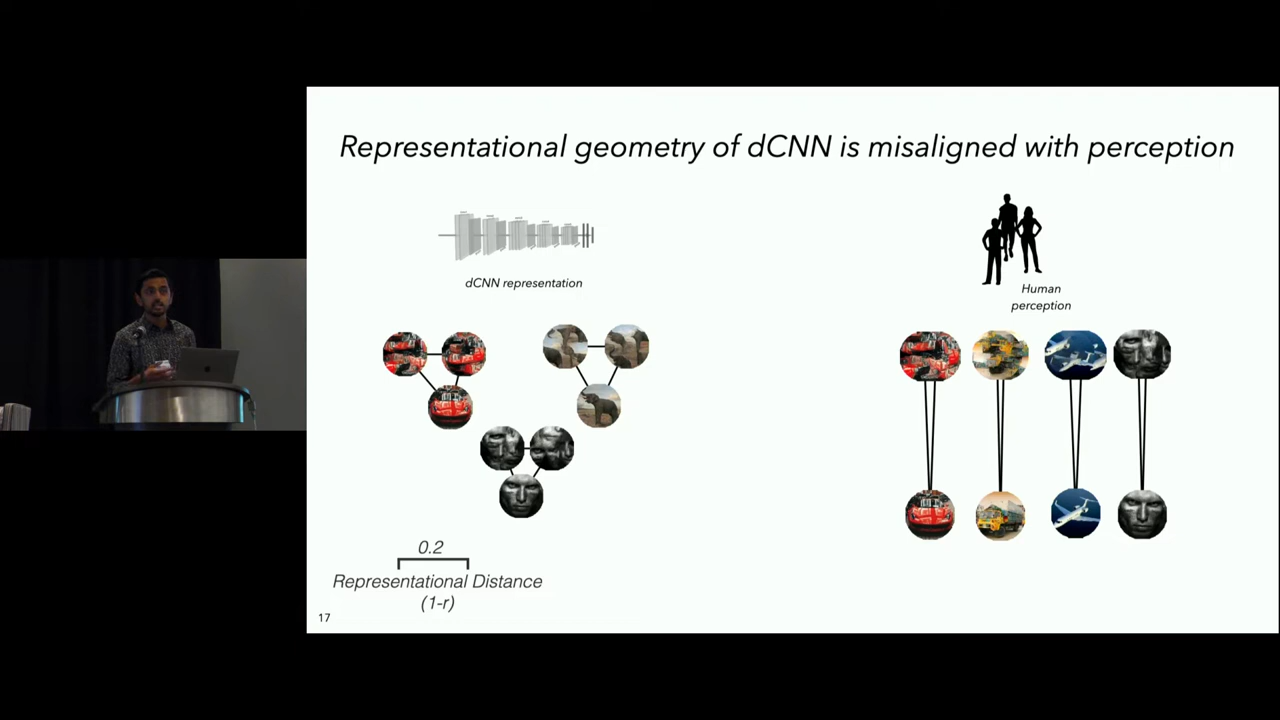 Representational geometry of dCNN is misaligned with perception
dCNN representation
Human
perception
0.2
Representational Distance
(1-r)
17